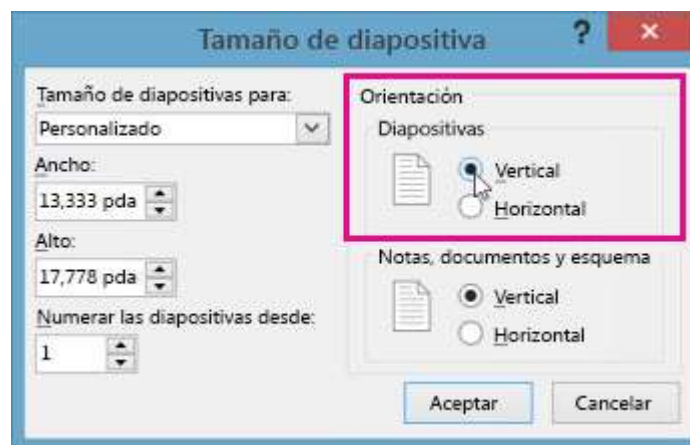 Tamaño de diapositiva ? ×
Tamaño de diapositivas para:
Personalizado
Ancho:
13,333 pda
Alto:
17,778 pda
Numerar las diapositivas desde:
1
Orientación
Diapositivas
Vertical
Horizontal
Notas, documentos y esquema
Vertical
Horizontal
Aceptar
Cancelar